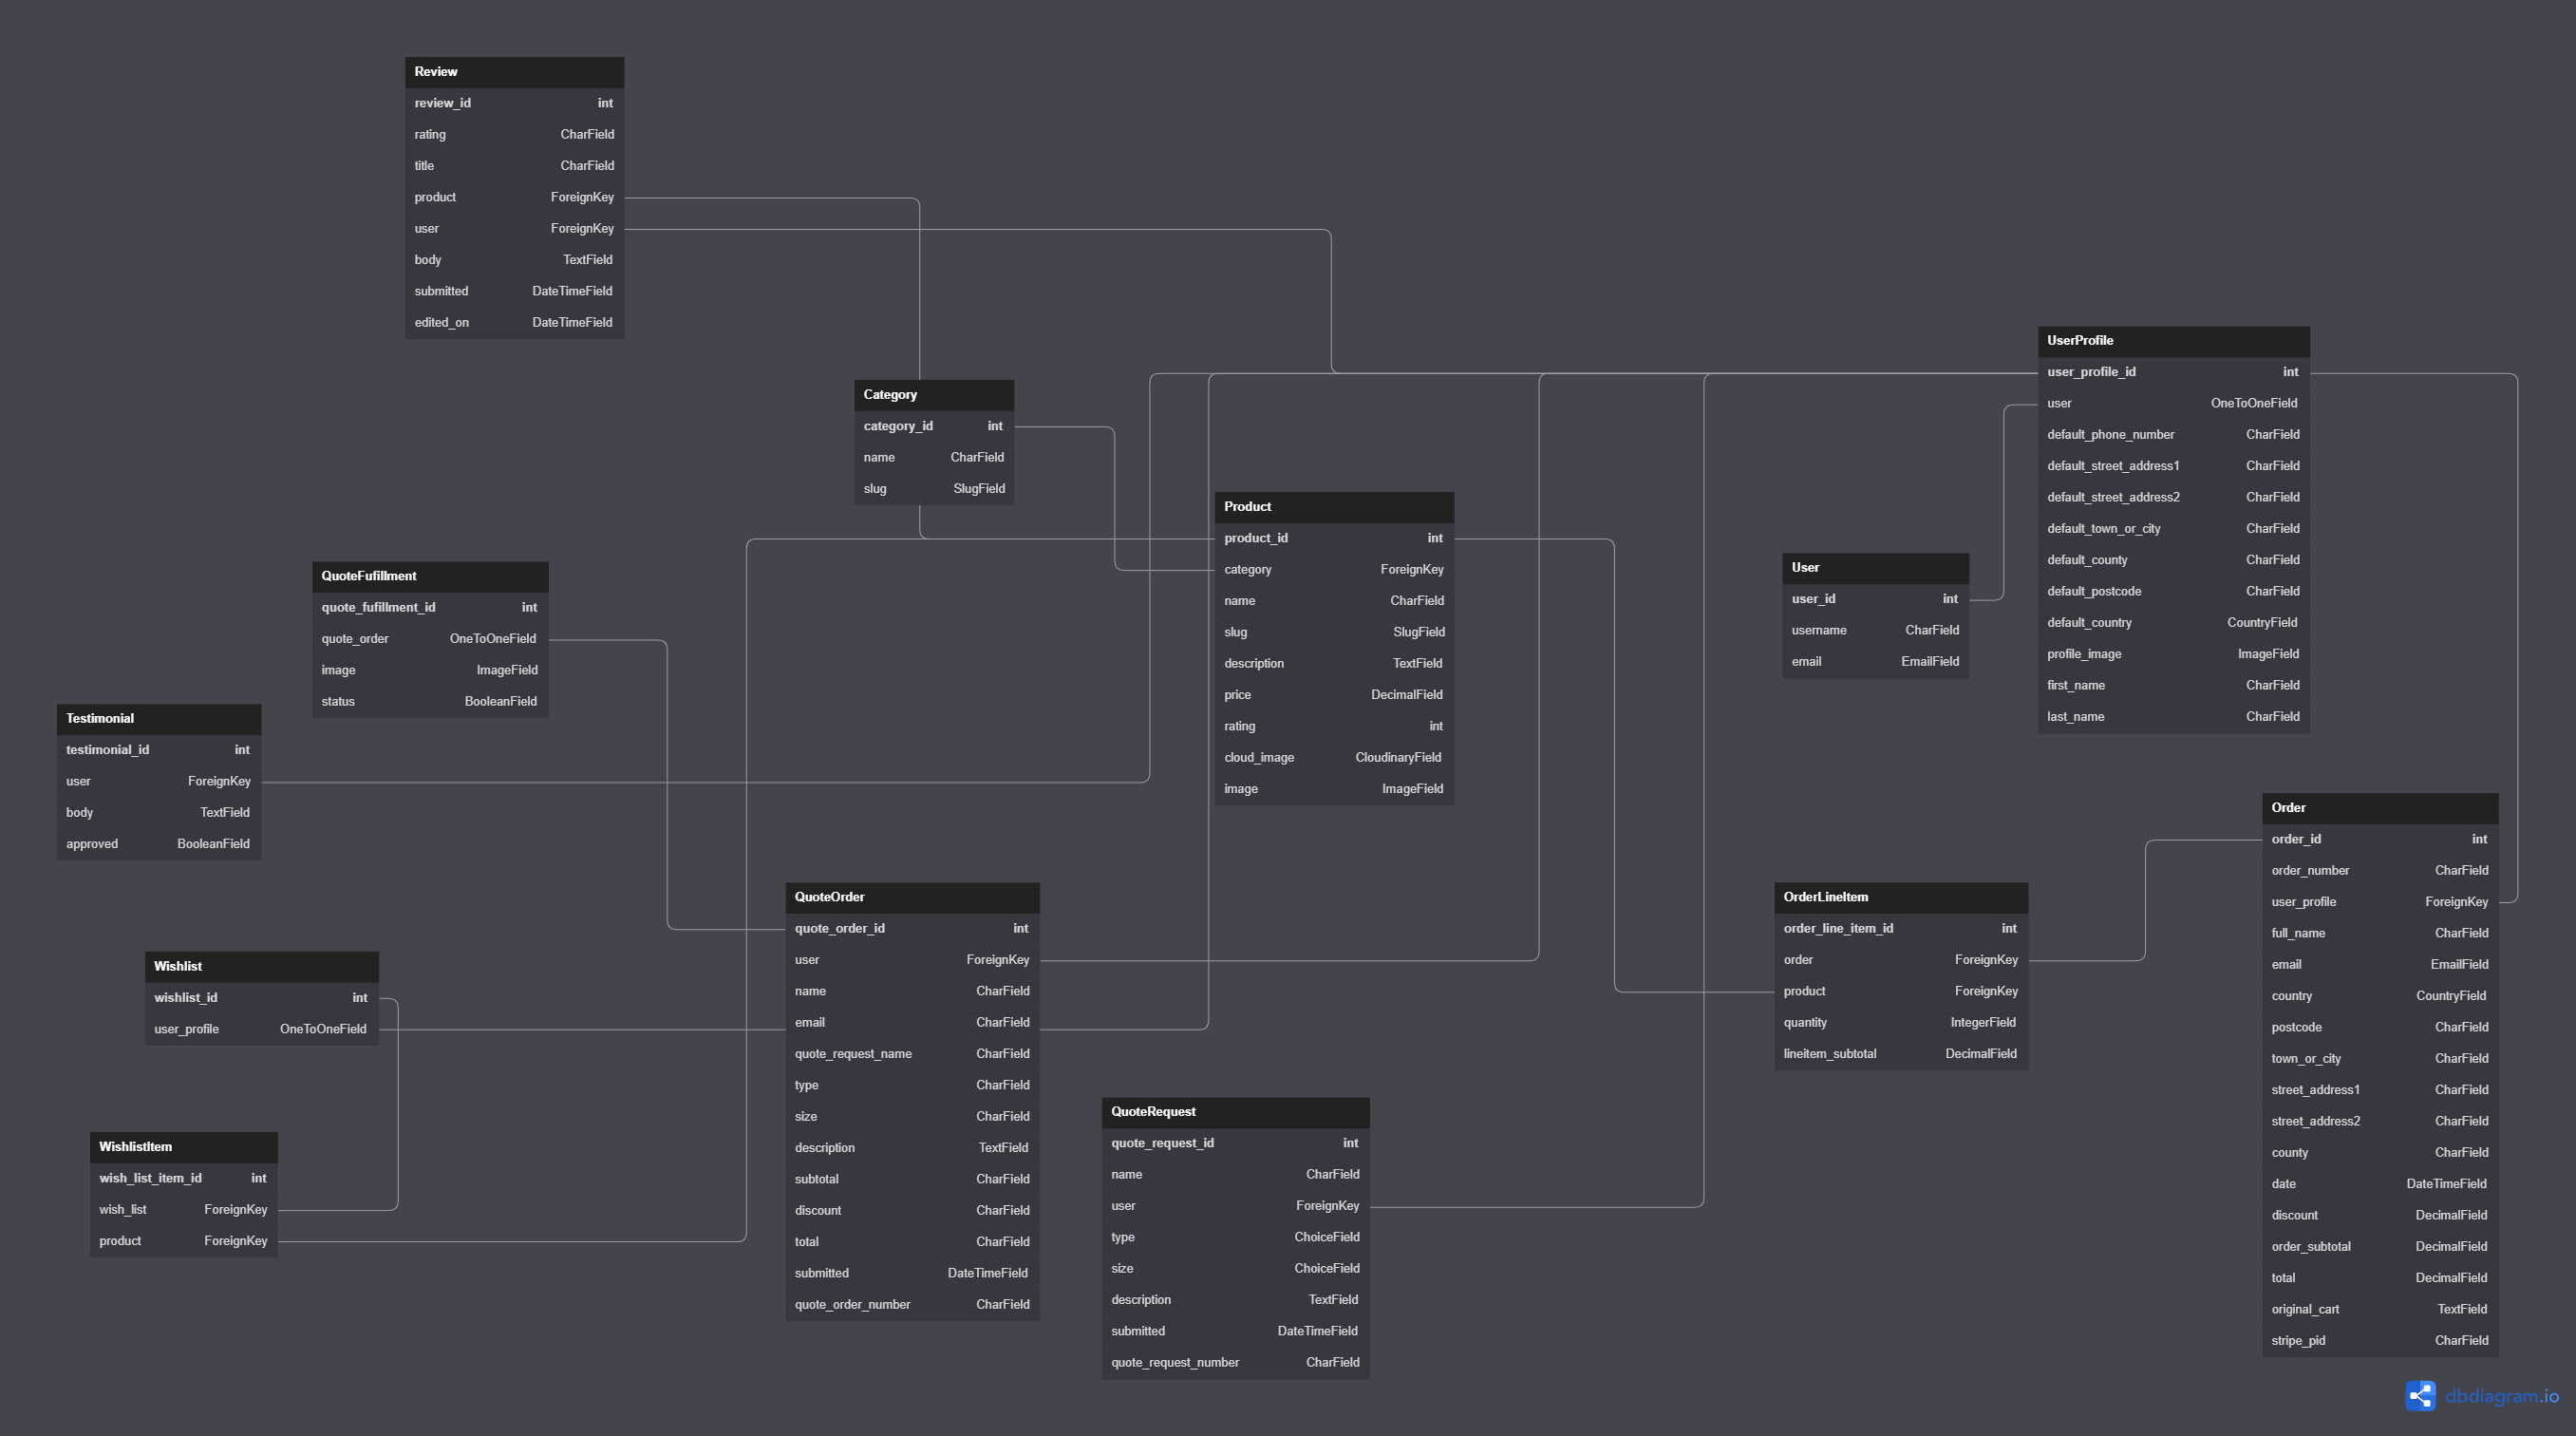 Review
review_id int
rating CharField
title CharField
product ForeignKey
user ForeignKey
body TextField
submitted DateTimeField
edited_on DateTimeField
Category
category_id int
name CharField
slug SlugField
UserProfile
user_profile_id int
user OneToOneField
default_phone_number CharField
default_street_address1 CharField
default_street_address2 CharField
default_town_or_city CharField
default_county CharField
default_postcode CharField
default_country CountryField
profile_image ImageField
first_name CharField
last_name CharField
Product
product_id int
category ForeignKey
name CharField
slug SlugField
description TextField
price DecimalField
rating int
cloud_image CloudinaryField
image ImageField
User
user_id int
username CharField
email EmailField
QuoteFufillment
quote_fufillment_id int
quote_order OneToOneField
image ImageField
status BooleanField
Testimonial
testimonial_id int
user ForeignKey
body TextField
approved BooleanField
QuoteOrder
quote_order_id int
user ForeignKey
name CharField
email CharField
quote_request_name CharField
type CharField
size CharField
description TextField
subtotal CharField
discount CharField
total CharField
submitted DateTimeField
quote_order_number CharField
Wishlist
wishlist_id int
user_profile OneToOneField
WishlistItem
wish_list_item_id int
wish_list ForeignKey
product ForeignKey
QuoteRequest
quote_request_id int
name CharField
user ForeignKey
type ChoiceField
size ChoiceField
description TextField
submitted DateTimeField
quote_request_number CharField
OrderLineItem
order_line_item_id int
order ForeignKey
product ForeignKey
quantity IntegerField
lineitem_subtotal DecimalField
Order
order_id int
order_number CharField
user_profile ForeignKey
full_name CharField
email EmailField
country CountryField
postcode CharField
town_or_city CharField
street_address1 CharField
street_address2 CharField
county CharField
date DateTimeField
discount DecimalField
order_subtotal DecimalField
total DecimalField
original_cart TextField
stripe_pid CharField
dbdiagram.io